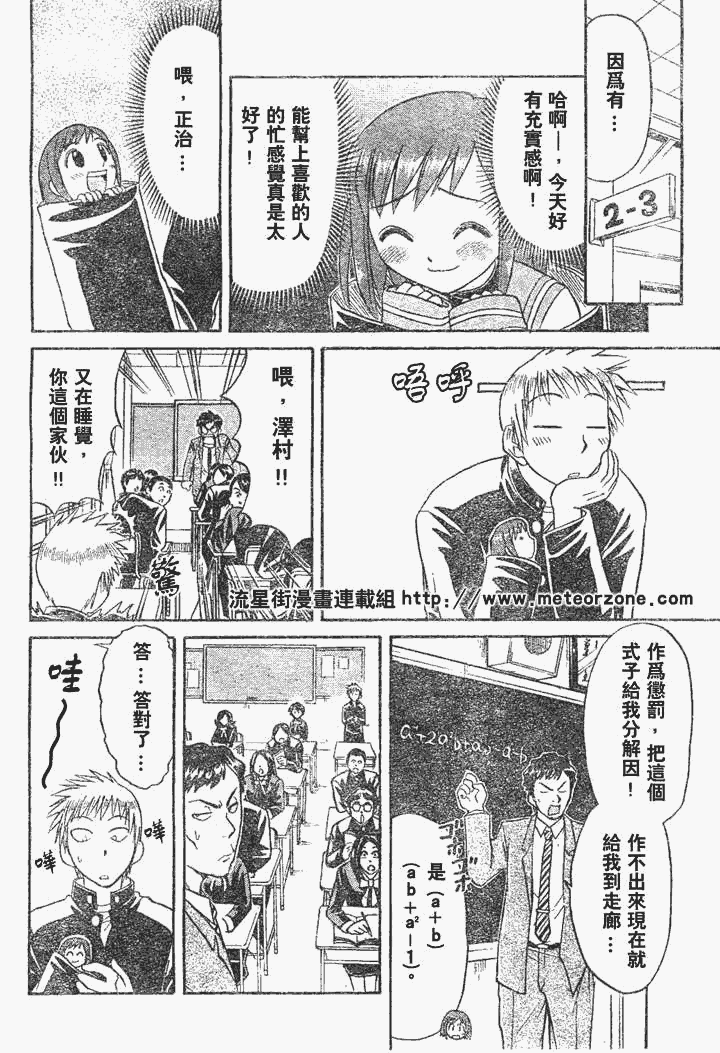 因爲有…
2-3
哈啊─,今天好
有充實感啊!
能幫上喜歡的人
的忙感覺真是太
好了!
喂,正治…
唔呼
喂,澤村!!
又在睡覺,
你這個家伙!!
驚
流星街漫畫連載組 http://www.meteorzone.com
作爲懲罰,把這個
式子給我分解因!
作不出來現在就
給我到走廊…
ゴホゴホ
是(a+b)
(ab+a²-1)。
答…答對了…
哇~
嘩
嘩